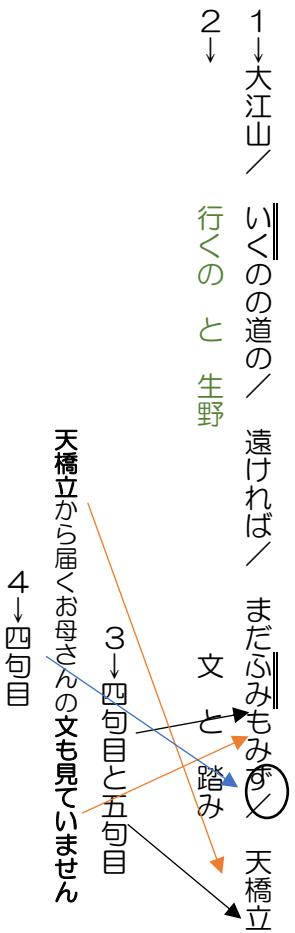 1→大江山／　いくのの道の／　遠ければ／　まだふみもみず／　天橋立
2→　行くの　と　生野　文　と　踏み
3→四句目と五句目
天橋立から届くお母さんの文も見ていません
4→四句目